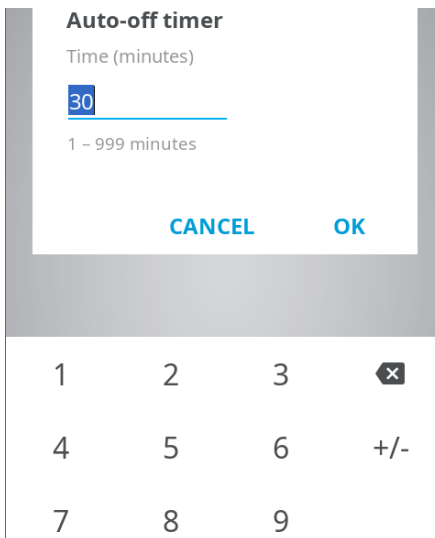 Auto-off timer
Time (minutes)
30
1 – 999 minutes
CANCEL OK
1 2 3
4 5 6 +/-
7 8 9